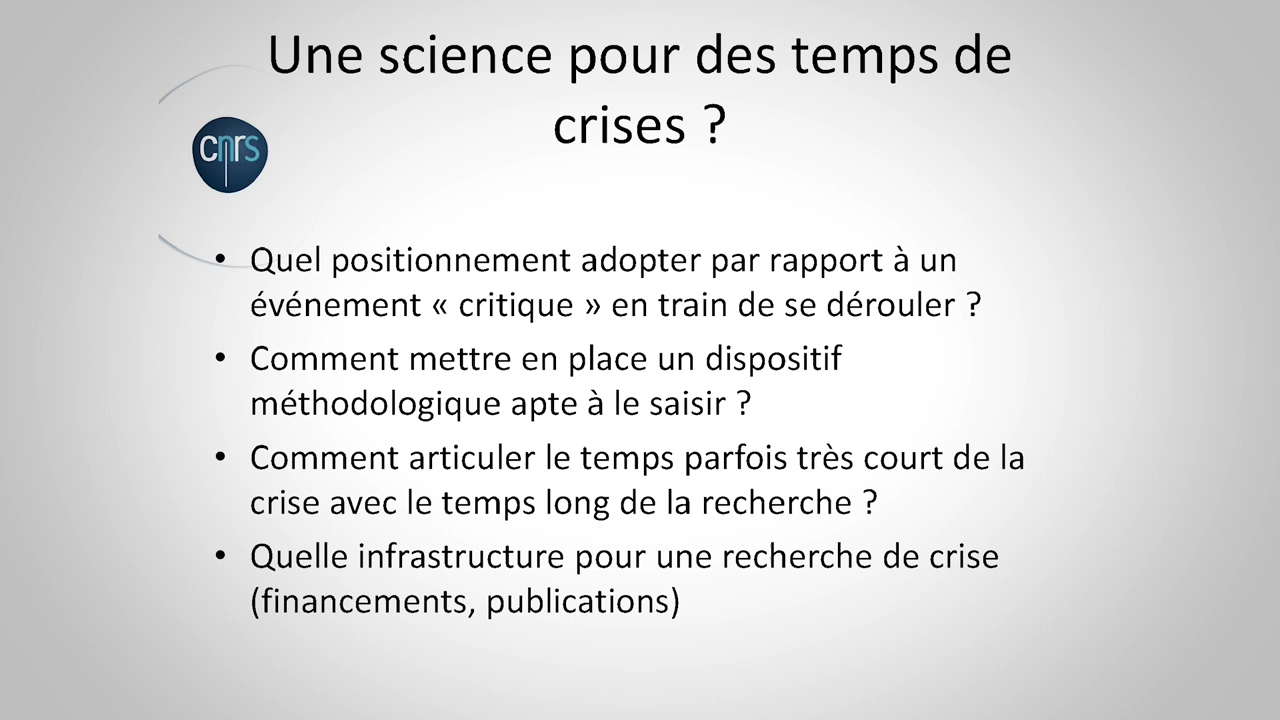 Une science pour des temps de
crises ?
cnrs
• Quel positionnement adopter par rapport à un
événement « critique » en train de se dérouler ?
• Comment mettre en place un dispositif
méthodologique apte à le saisir ?
• Comment articuler le temps parfois très court de la
crise avec le temps long de la recherche ?
• Quelle infrastructure pour une recherche de crise
(financements, publications)